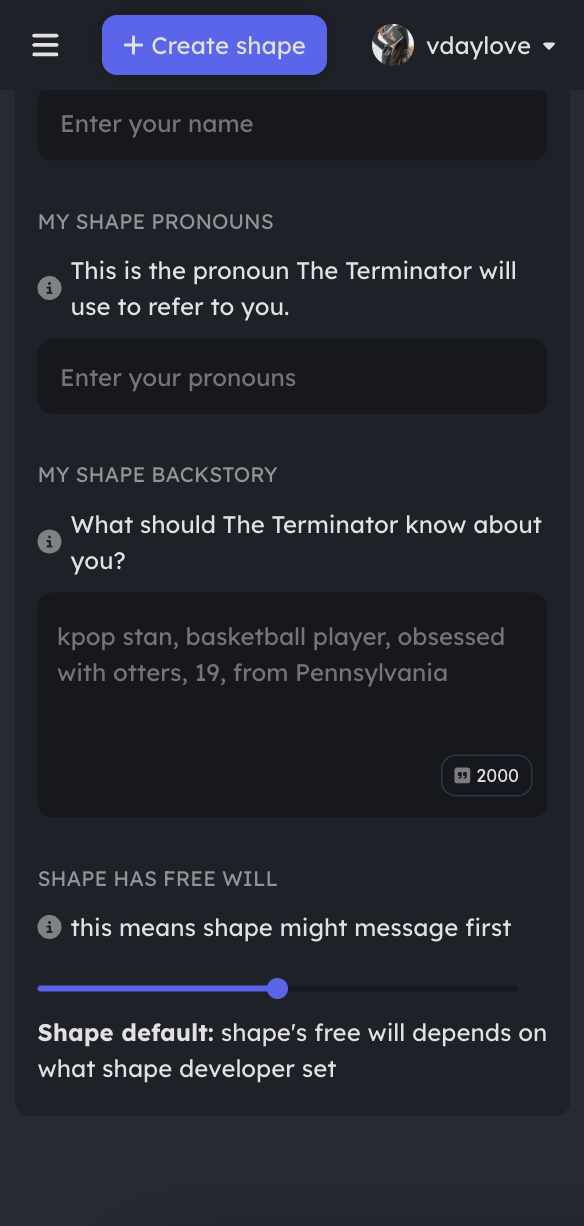 + Create shape
vdaylove
Enter your name
MY SHAPE PRONOUNS
This is the pronoun The Terminator will
use to refer to you.
Enter your pronouns
MY SHAPE BACKSTORY
What should The Terminator know about
you?
kpop stan, basketball player, obsessed
with otters, 19, from Pennsylvania
2000
SHAPE HAS FREE WILL
this means shape might message first
Shape default: shape's free will depends on
what shape developer set